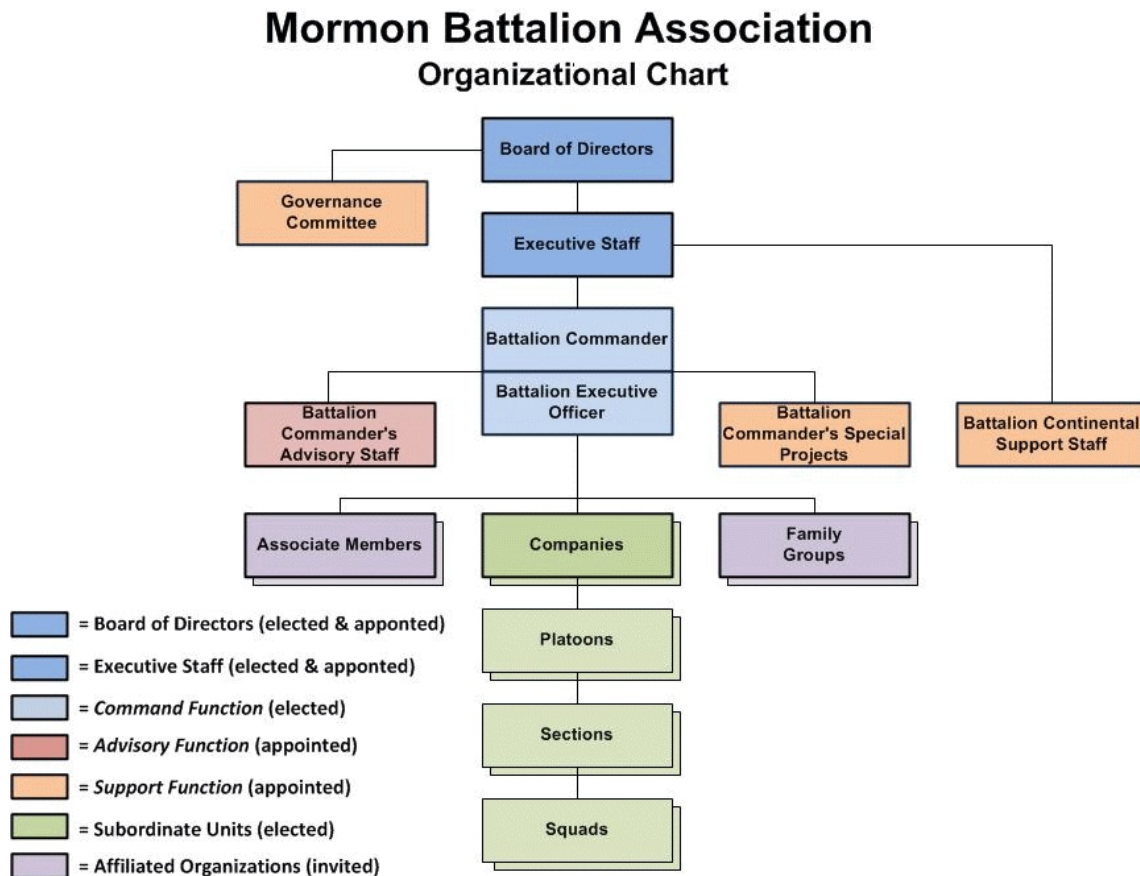 Mormon Battalion Association
Organizational Chart
Board of Directors
Governance
Committee
Executive Staff
Battalion Commander
Battalion Executive
Officer
Battalion
Commander's
Advisory Staff
Battalion
Commander's Special
Projects
Battalion Continental
Support Staff
Associate Members
Companies
Family
Groups
Platoons
Sections
Squads
= Board of Directors (elected & apponted)
= Executive Staff (elected & apponted)
= Command Function (elected)
= Advisory Function (appointed)
= Support Function (appointed)
= Subordinate Units (elected)
= Affiliated Organizations (invited)